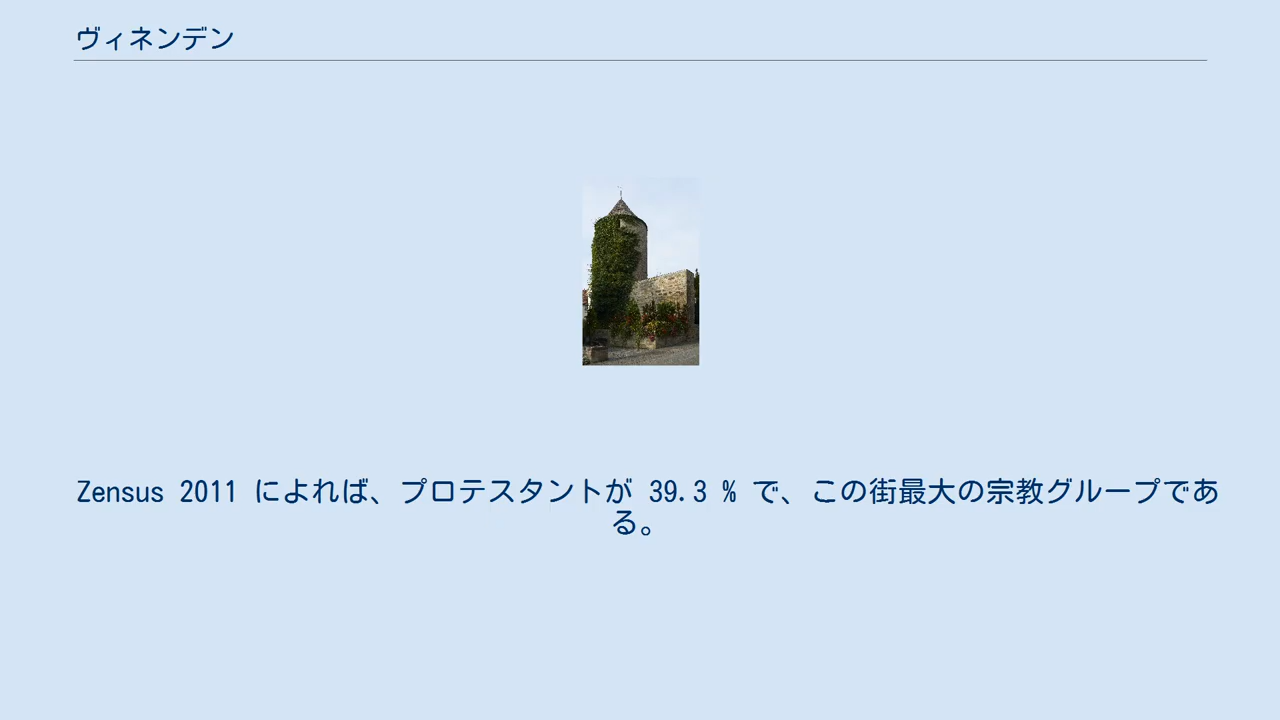 ヴィネンデン
Zensus 2011 によれば、プロテスタントが 39.3 % で、この街最大の宗教グループであ
る。